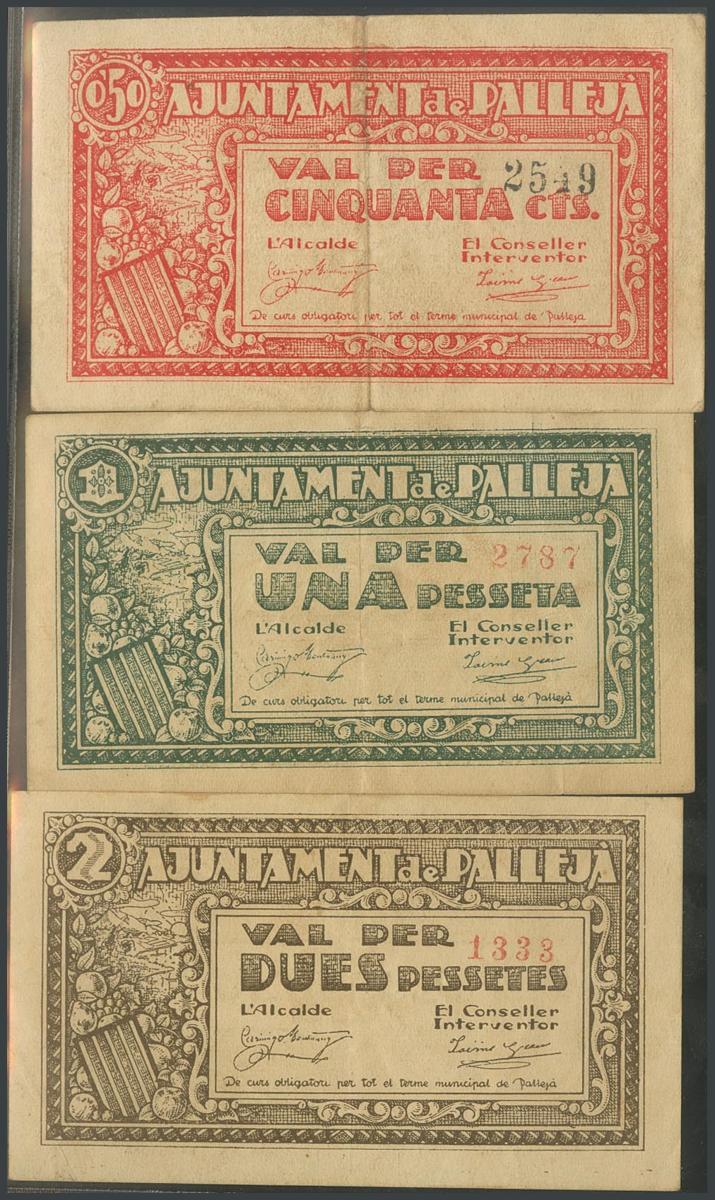 0'50
AJUNTAMENT de PALLEJÀ
VAL PER 2549
CINQUANTA CTS.
L'Alcalde El Conseller
Interventor
De curs obligatori per tot el terme municipal de Pallejà
1
AJUNTAMENT de PALLEJÀ
VAL PER 2787
UNA PESSETA
L'Alcalde El Conseller
Interventor
De curs obligatori per tot el terme municipal de Pallejà
2
AJUNTAMENT de PALLEJÀ
VAL PER 1333
DUES PESSETES
L'Alcalde El Conseller
Interventor
De curs obligatori per tot el terme municipal de Pallejà